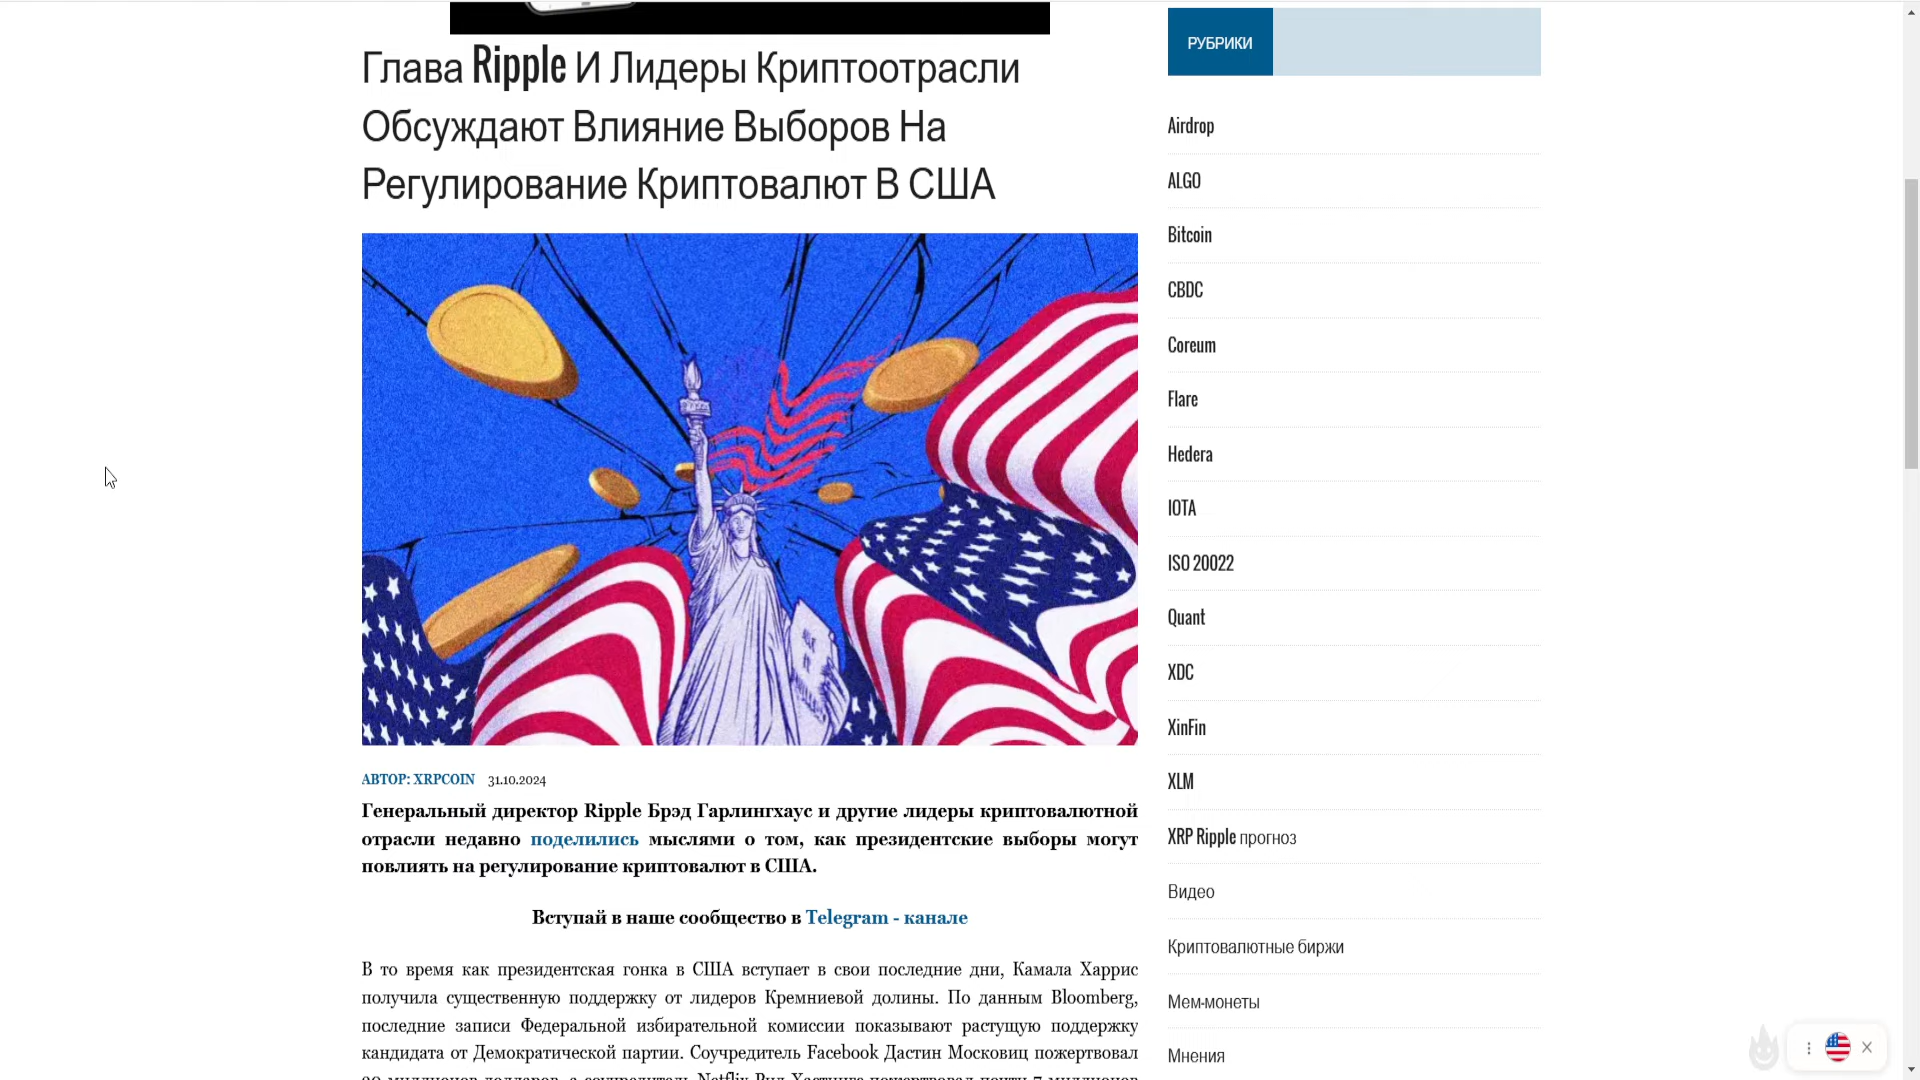 Глава Ripple И Лидеры Криптоотрасли
Обсуждают Влияние Выборов На
Регулирование Криптовалют В США
АВТОР: XRPCOIN 31.10.2024
Генеральный директор Ripple Брэд Гарлингхаус и другие лидеры криптовалютной
отрасли недавно поделились мыслями о том, как президентские выборы могут
повлиять на регулирование криптовалют в США.
Вступай в наше сообщество в Telegram - канале
В то время как президентская гонка в США вступает в свои последние дни, Камала Харрис
получила существенную поддержку от лидеров Кремниевой долины. По данным Bloomberg,
последние записи Федеральной избирательной комиссии показывают растущую поддержку
кандидата от Демократической партии. Соучредитель Facebook Дастин Московиц пожертвовал
РУБРИКИ
Airdrop
ALGO
Bitcoin
CBDC
Coreum
Flare
Hedera
IOTA
ISO 20022
Quant
XDC
XinFin
XLM
XRP Ripple прогноз
Видео
Криптовалютные биржи
Мем-монеты
Мнения